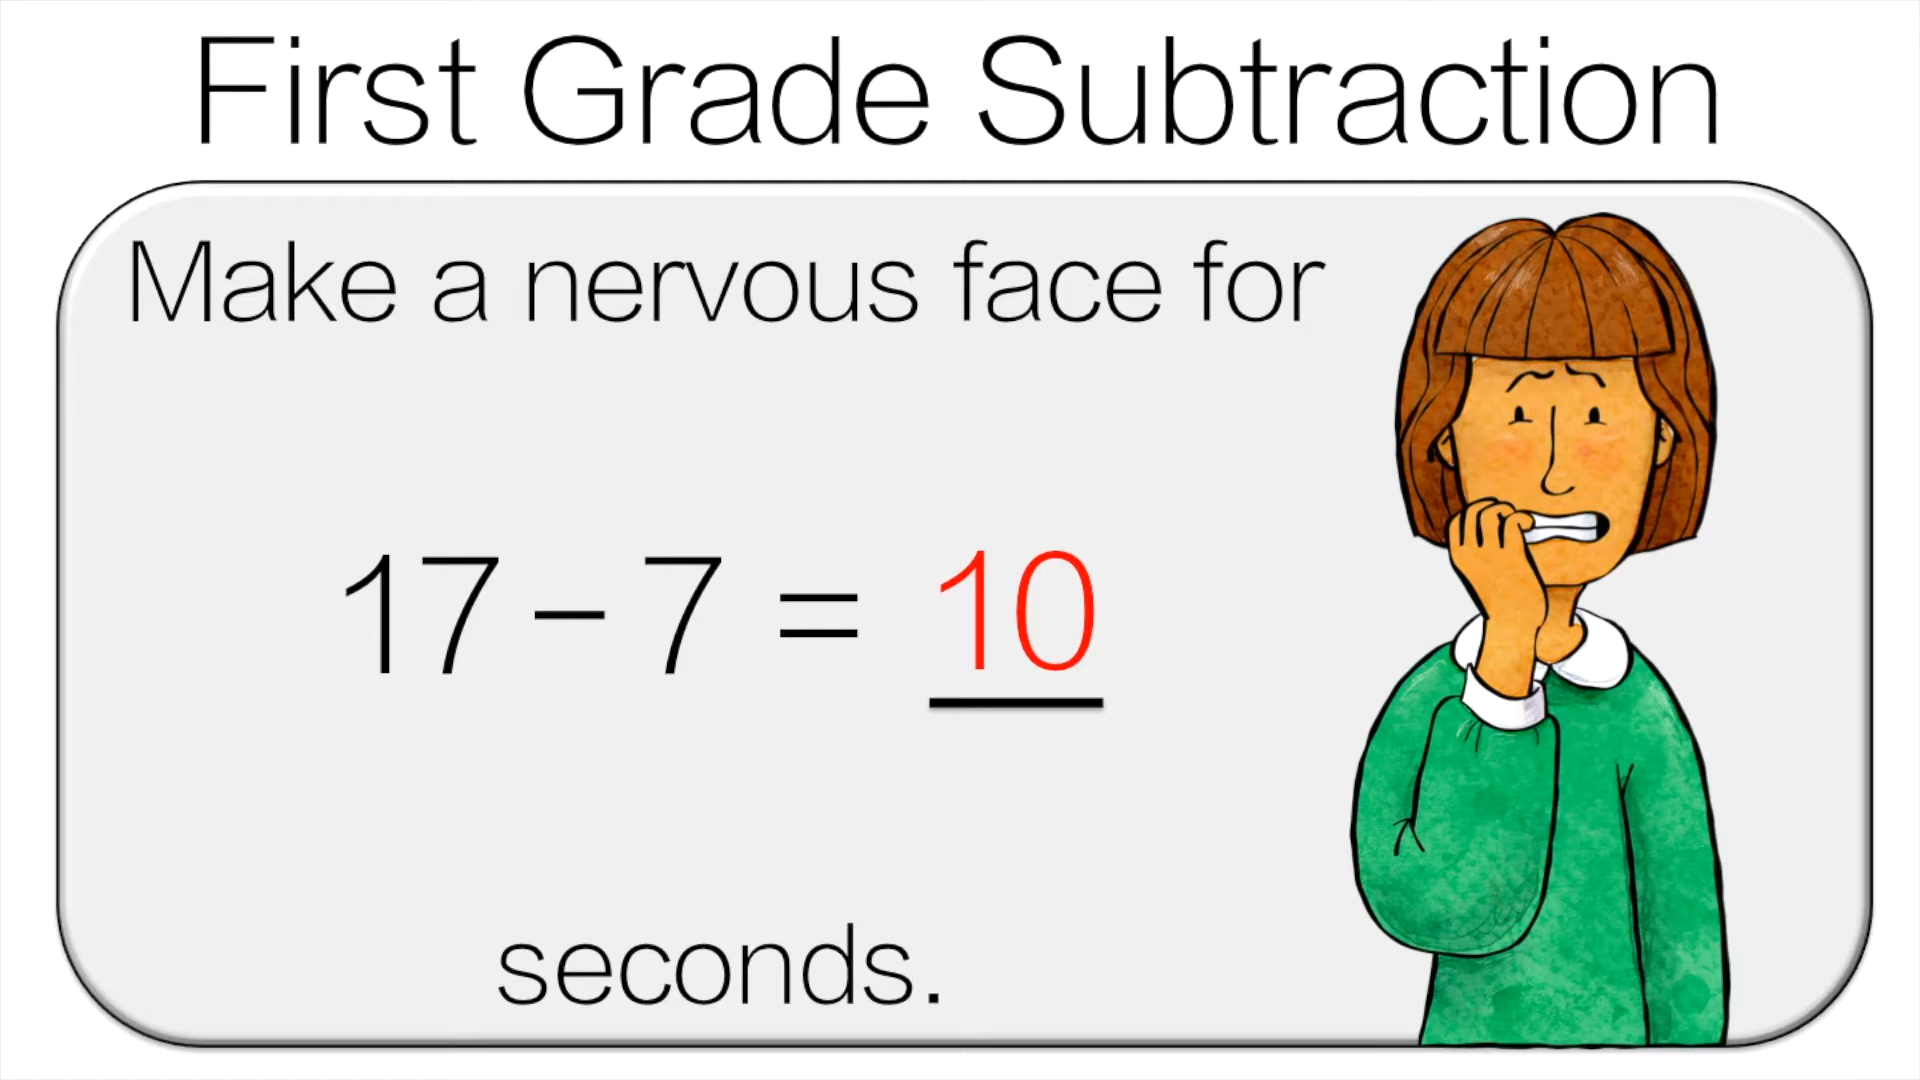 First Grade Subtraction
Make a nervous face for
17 – 7 = 10
seconds.